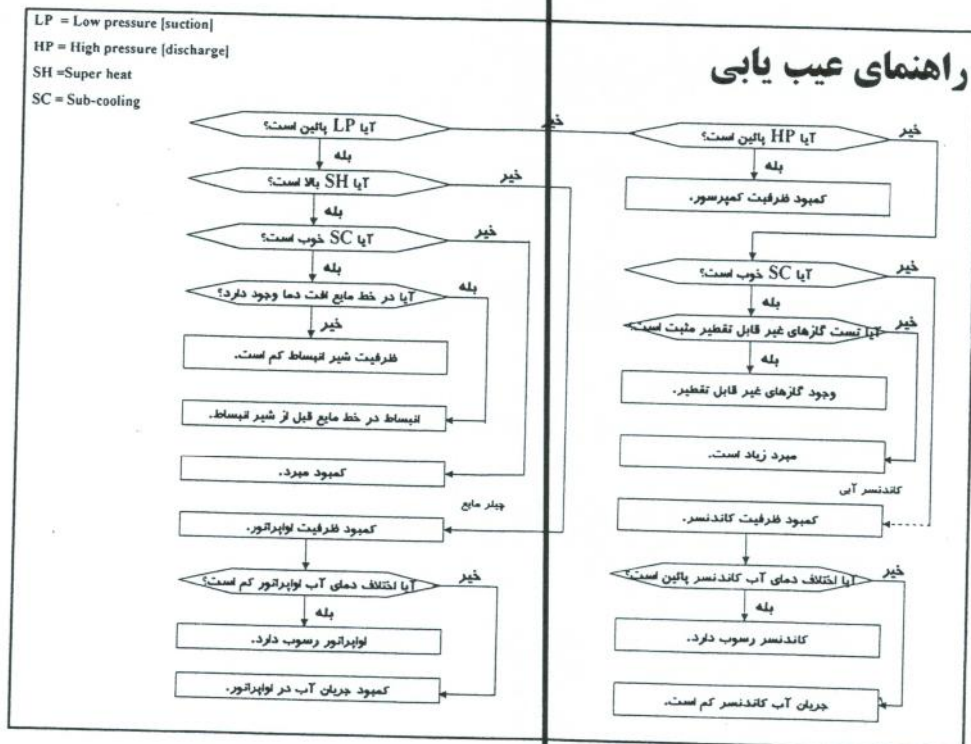 LP = Low pressure [suction]
HP = High pressure [discharge]
SH =Super heat
SC = Sub-cooling
راهنمای عیب یابی
آیا LP پائین است؟
خیر
بله
آیا SH بالا است؟
خیر
بله
آیا SC خوب است؟
خیر
بله
آیا در خط مایع افت دما وجود دارد؟
بله
خیر
ظرفیت شیر انبساط کم است.
انبساط در خط مایع قبل از شیر انبساط.
کمبود مبرد.
چیلر مایع
کمبود ظرفیت اواپراتور.
آیا اختلاف دمای آب اواپراتور کم است؟
خیر
بله
اواپراتور رسوب دارد.
کمبود جریان آب در اواپراتور.
آیا HP پائین است؟
خیر
بله
کمبود ظرفیت کمپرسور.
آیا SC خوب است؟
خیر
بله
آیا تست گازهای غیر قابل تقطیر مثبت است؟
خیر
بله
وجود گازهای غیر قابل تقطیر.
مبرد زیاد است.
کاندنسر آبی
کمبود ظرفیت کاندنسر.
آیا اختلاف دمای آب کاندنسر پائین است؟
خیر
بله
کاندنسر رسوب دارد.
جریان آب کاندنسر کم است.